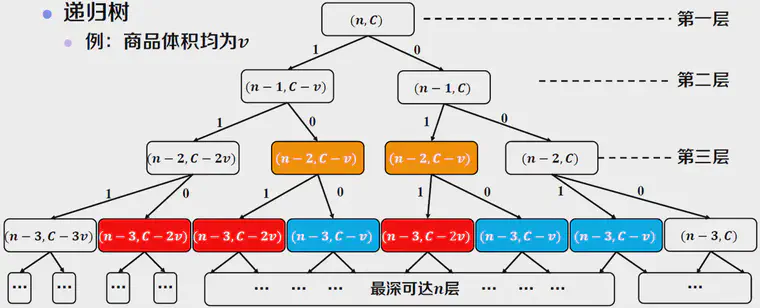 递归树
(n, C)
第一层
例：商品体积均为v
1 0
(n − 1, C − v) (n − 1, C) 第二层
1 0 1 0
(n − 2, C − 2v) (n − 2, C − v) (n − 2, C − v) (n − 2, C) 第三层
1 0 1 0 1 0 1 0
(n − 3, C − 3v) (n − 3, C − 2v) (n − 3, C − 2v) (n − 3, C − v) (n − 3, C − 2v) (n − 3, C − v) (n − 3, C − v) (n − 3, C)
··· ··· ··· ··· ··· ··· ··· 最深可达n层 ··· ··· ··· ···